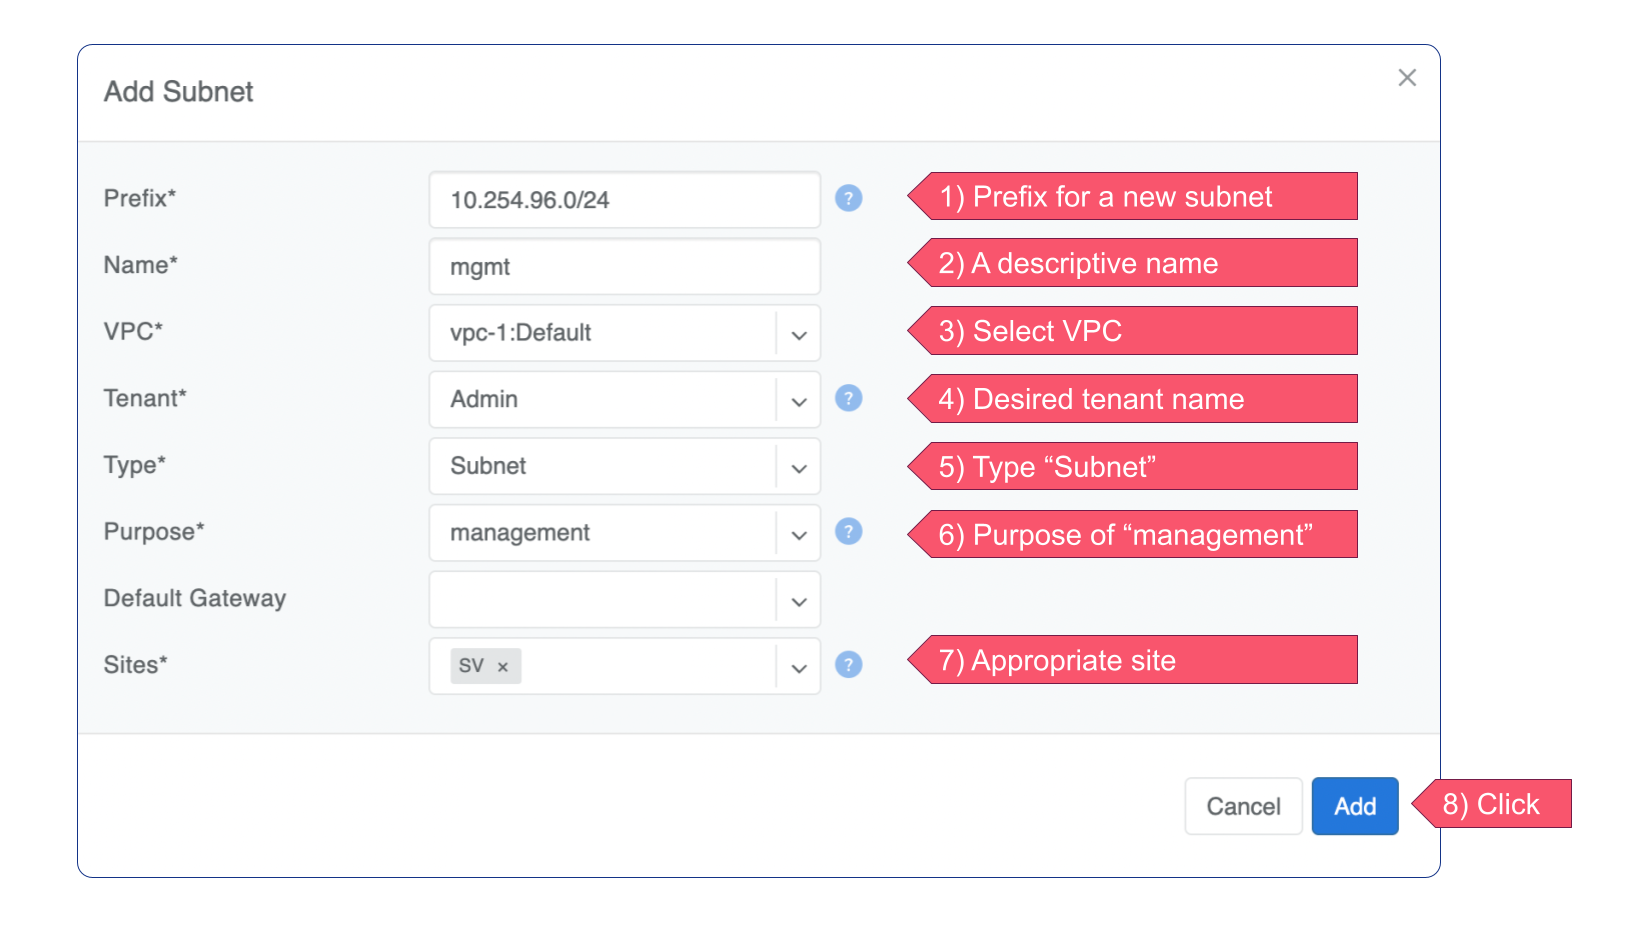 Add Subnet ×
Prefix* 10.254.96.0/24 ? 1) Prefix for a new subnet
Name* mgmt 2) A descriptive name
VPC* vpc-1:Default 3) Select VPC
Tenant* Admin ? 4) Desired tenant name
Type* Subnet 5) Type “Subnet”
Purpose* management ? 6) Purpose of “management”
Default Gateway
Sites* SV × ? 7) Appropriate site
Cancel Add 8) Click